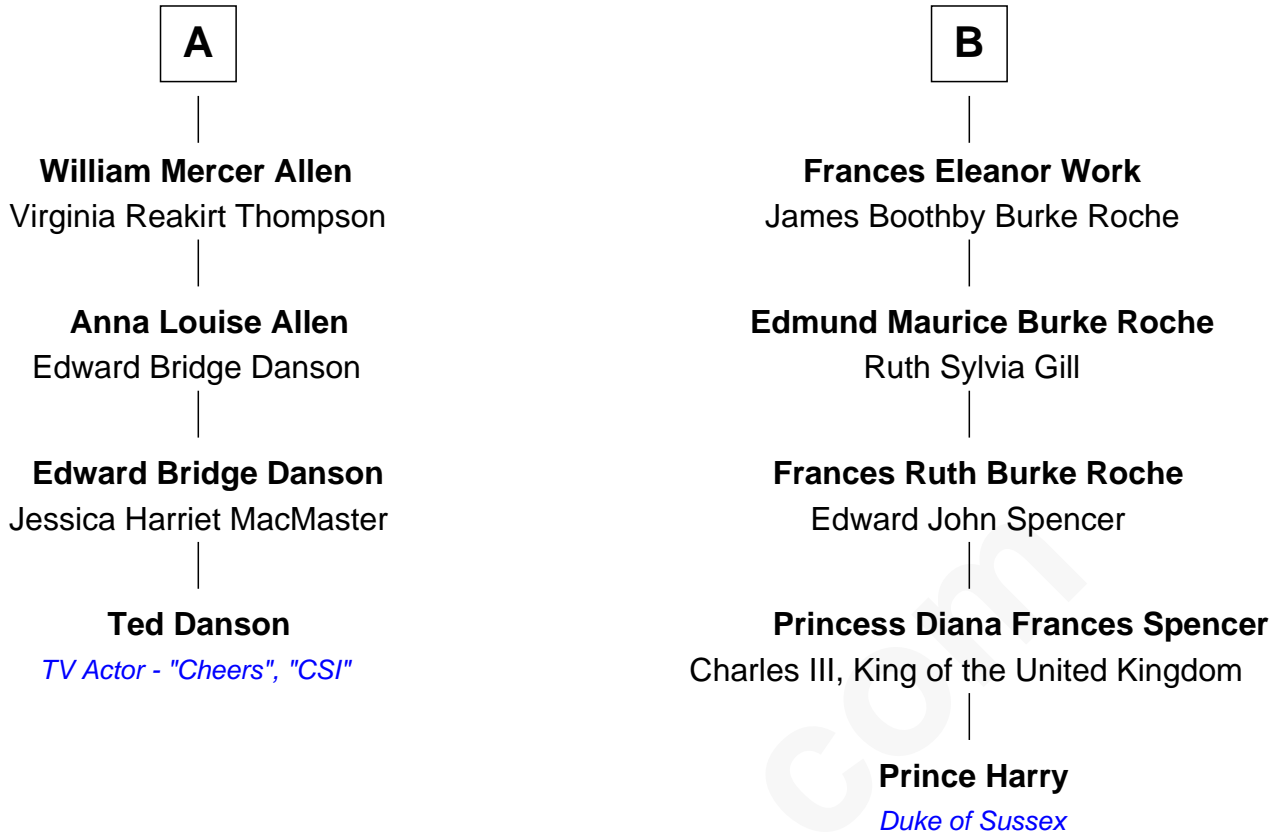 A
William Mercer Allen
Virginia Reakirt Thompson
Anna Louise Allen
Edward Bridge Danson
Edward Bridge Danson
Jessica Harriet MacMaster
Ted Danson
TV Actor - "Cheers", "CSI"
B
Frances Eleanor Work
James Boothby Burke Roche
Edmund Maurice Burke Roche
Ruth Sylvia Gill
Frances Ruth Burke Roche
Edward John Spencer
Princess Diana Frances Spencer
Charles III, King of the United Kingdom
Prince Harry
Duke of Sussex
com